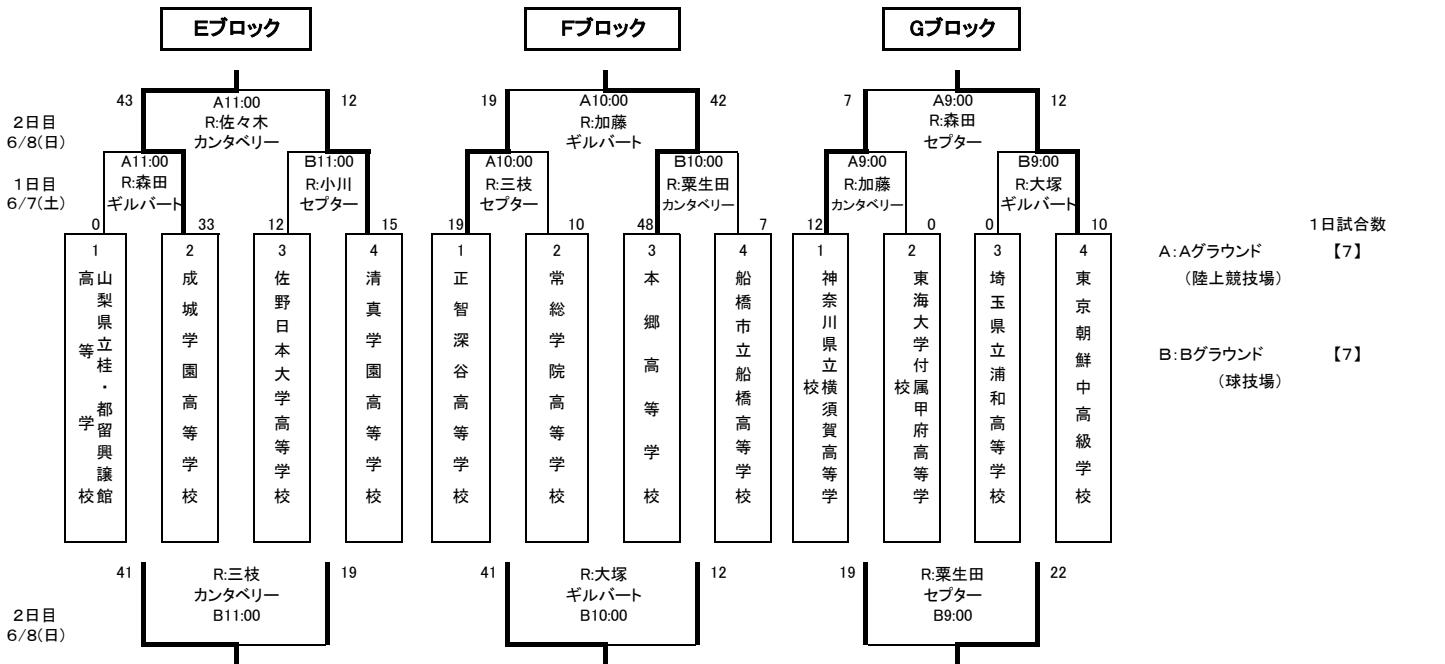 Eブロック
Fブロック
Gブロック
43
A11:00
12
R:佐々木
カンタベリー
19
A10:00
42
R:加藤
ギルバート
7
A9:00
12
R:森田
セプター
2日目
6/8(日)
A11:00
R:森田
ギルバート
B11:00
R:小川
セプター
A10:00
R:三枝
セプター
B10:00
R:粟生田
カンタベリー
A9:00
R:加藤
カンタベリー
B9:00
R:大塚
ギルバート
1日目
6/7(土)
0
33
12
15
19
10
48
7
12
0
0
10
1
山梨県立桂・都留興譲館
高等学校
2
成城学園高等学校
3
佐野日本大学高等学校
4
清真学園高等学校
1
正智深谷高等学校
2
常総学院高等学校
3
本郷高等学校
4
船橋市立船橋高等学校
1
神奈川県立横須賀高等学
校
2
東海大学付属甲府高等学
校
3
埼玉県立浦和高等学校
4
東京朝鮮中高級学校
1日試合数
A:Aグラウンド 【7】
(陸上競技場)
B:Bグラウンド 【7】
(球技場)
41
R:三枝
19
カンタベリー
B11:00
41
R:大塚
12
ギルバート
B10:00
19
R:粟生田
22
セプター
B9:00
2日目
6/8(日)